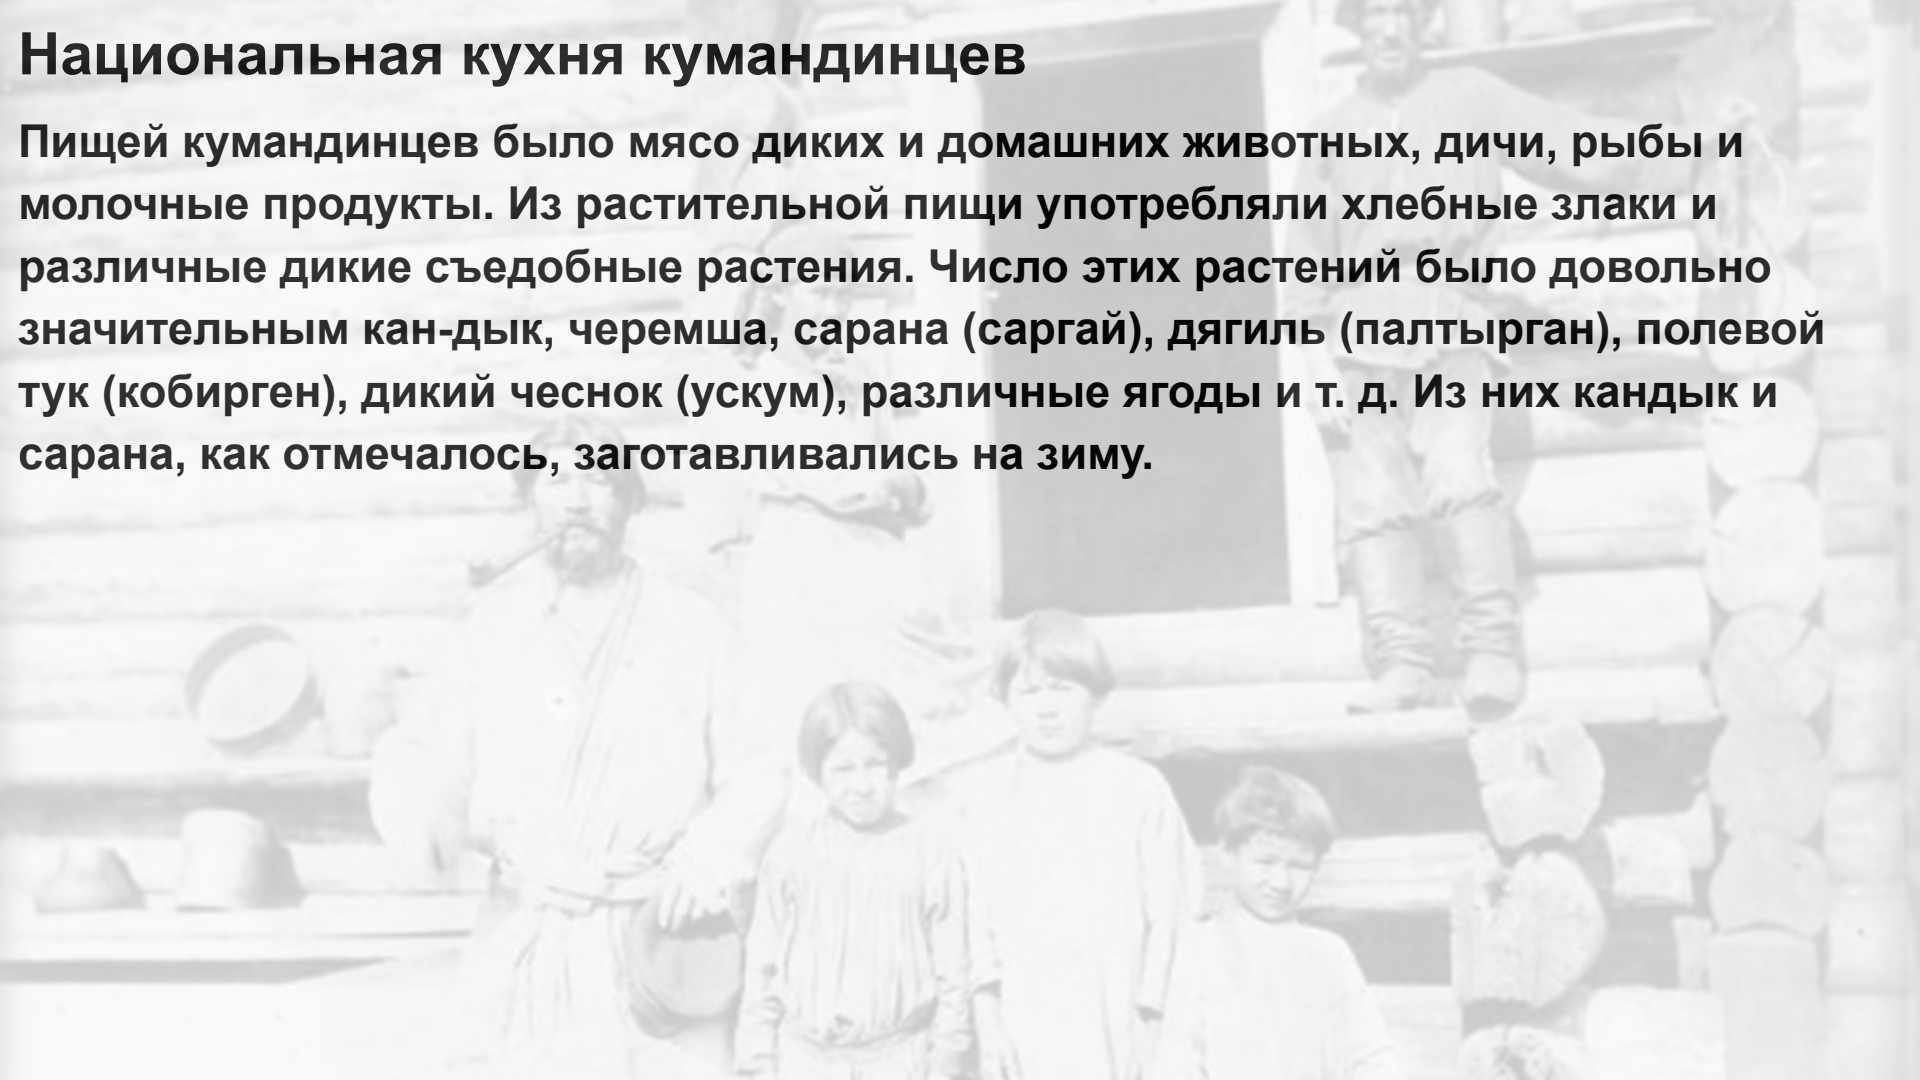 Национальная кухня кумандинцев
Пищей кумандинцев было мясо диких и домашних животных, дичи, рыбы и
молочные продукты. Из растительной пищи употребляли хлебные злаки и
различные дикие съедобные растения. Число этих растений было довольно
значительным кан-дык, черемша, сарана (саргай), дягиль (палтырган), полевой
тук (кобирген), дикий чеснок (ускум), различные ягоды и т. д. Из них кандык и
сарана, как отмечалось, заготавливались на зиму.